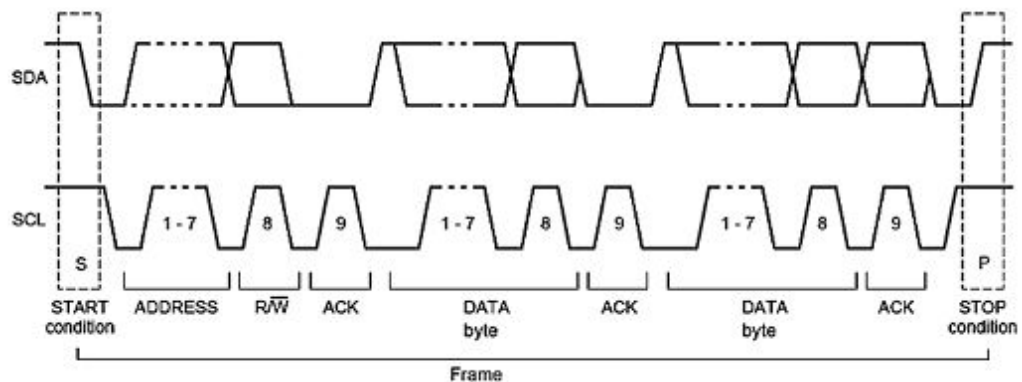 SDA
SCL
1 - 7 8 9 1 - 7 8 9 1 - 7 8 9
S P
START condition ADDRESS R/W̅ ACK DATA byte ACK DATA byte ACK STOP condition
Frame